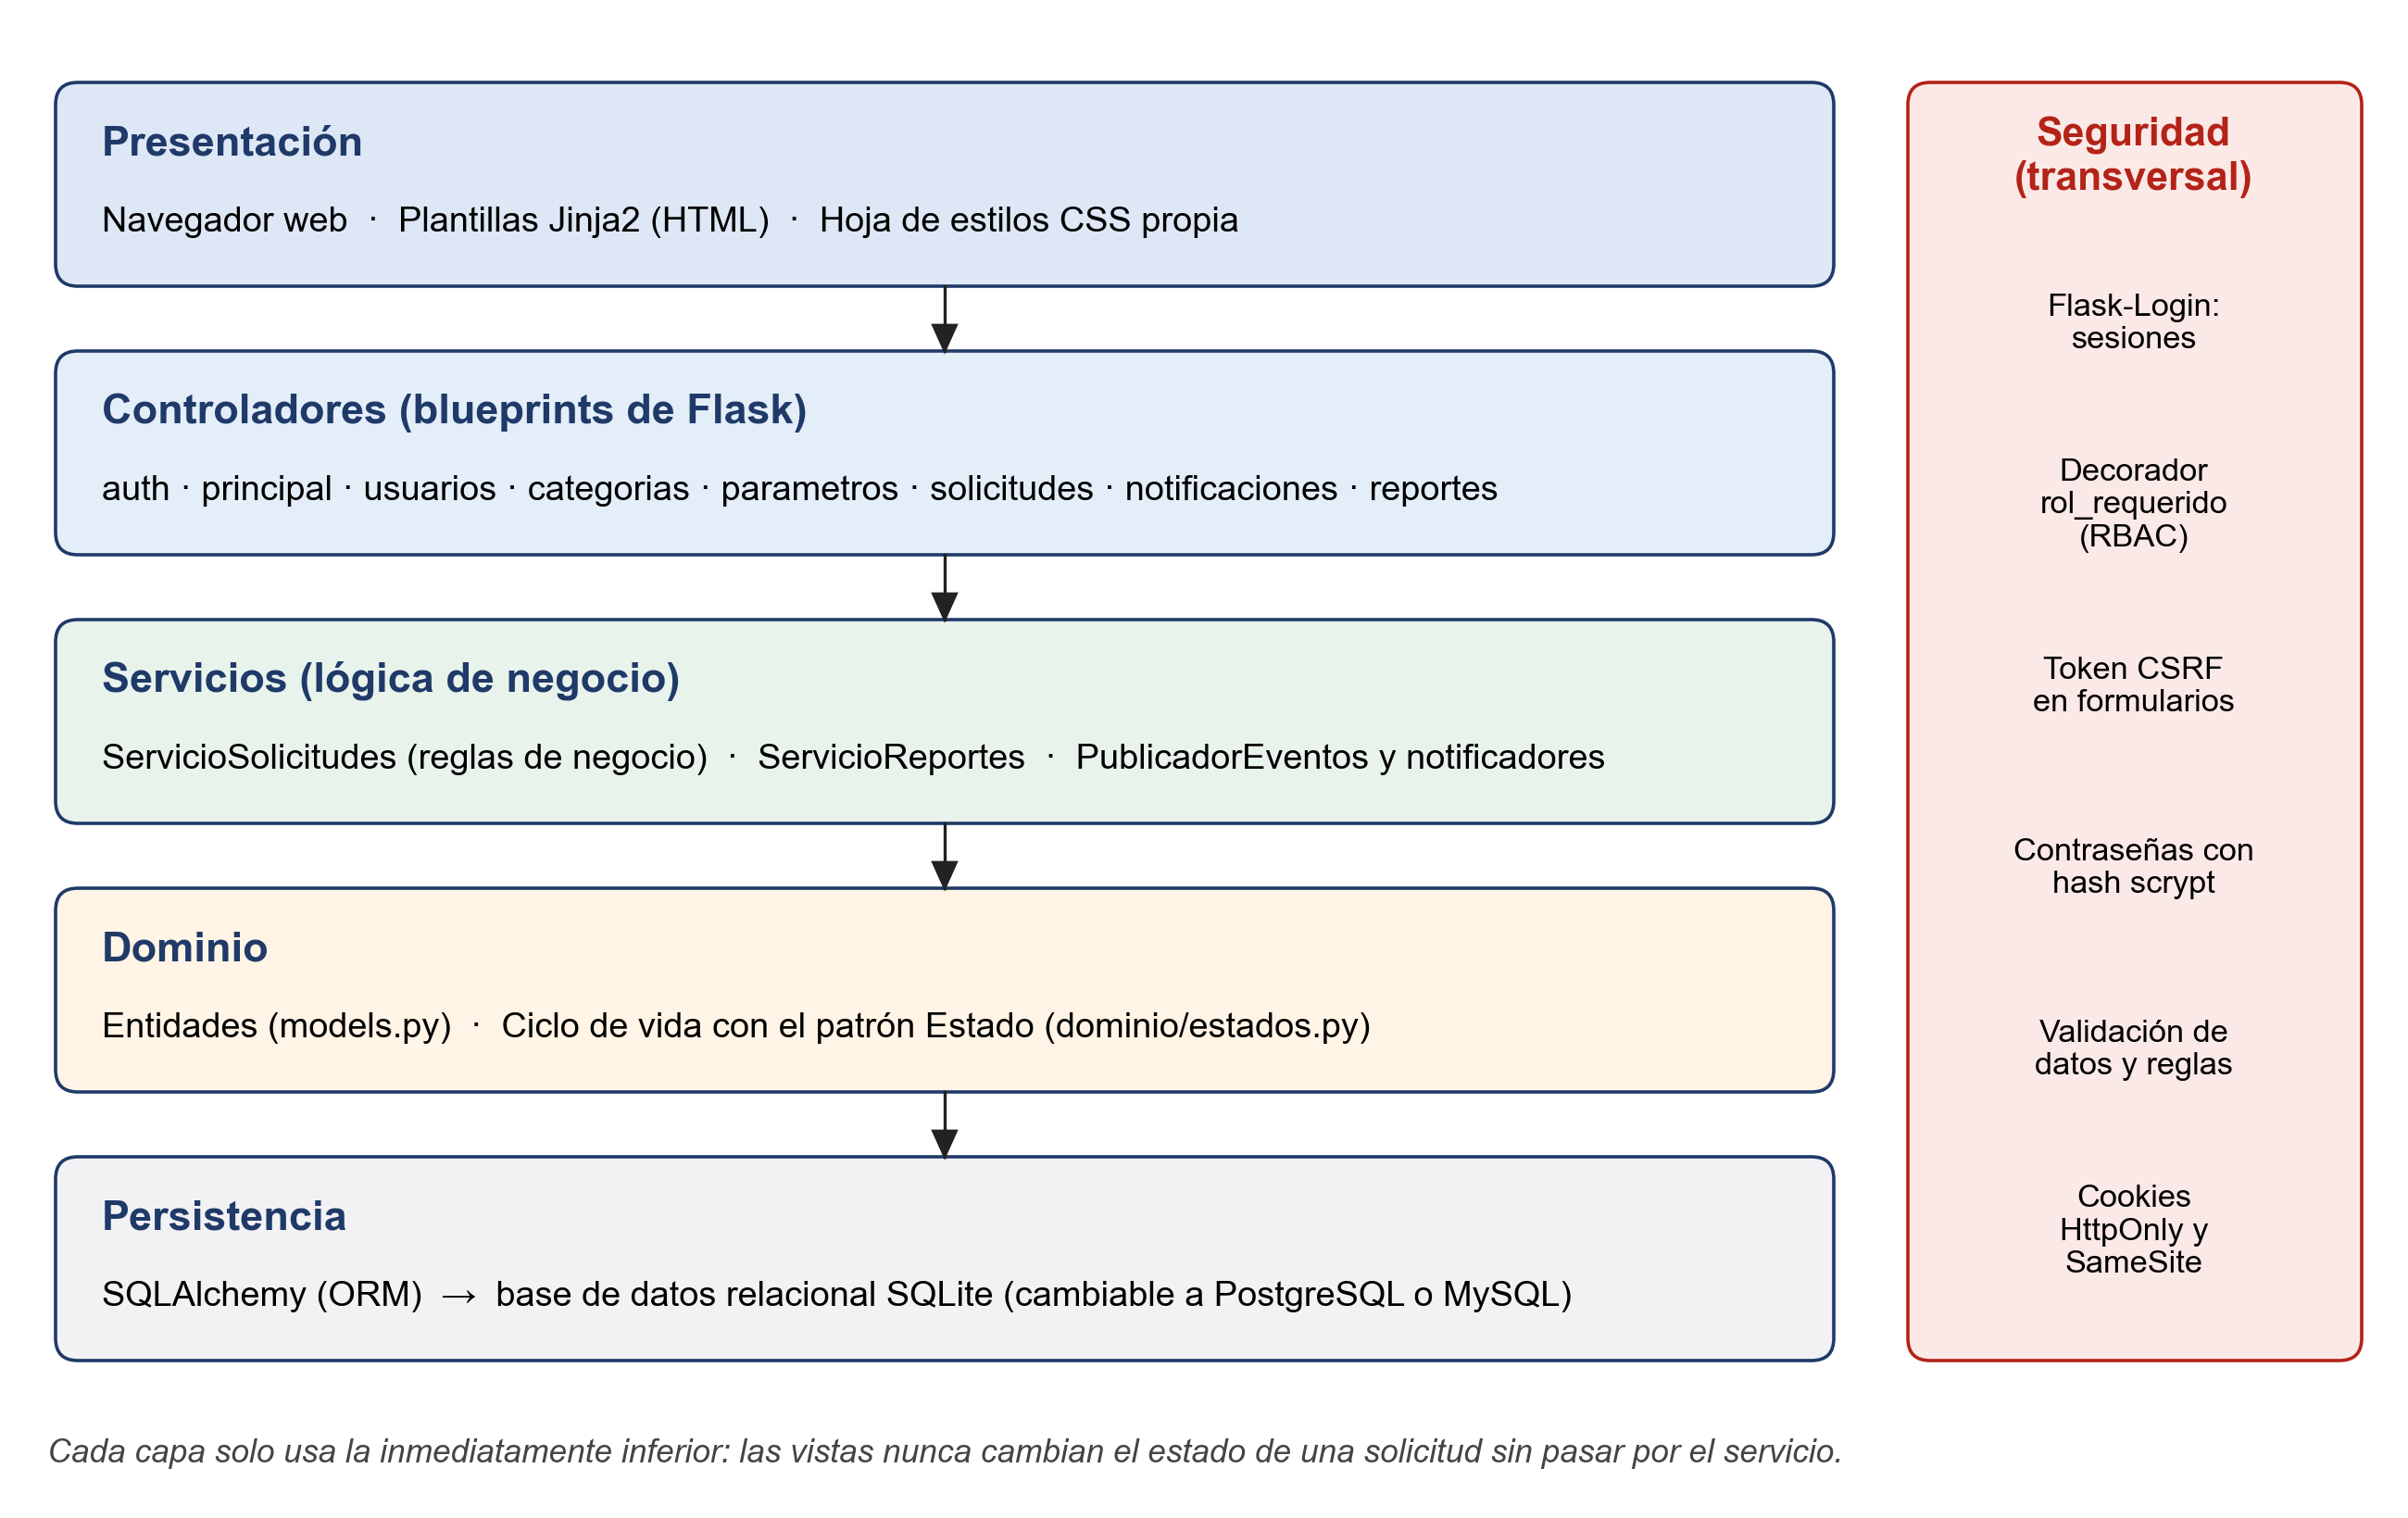 Presentación
Navegador web · Plantillas Jinja2 (HTML) · Hoja de estilos CSS propia
Controladores (blueprints de Flask)
auth · principal · usuarios · categorias · parametros · solicitudes · notificaciones · reportes
Servicios (lógica de negocio)
ServicioSolicitudes (reglas de negocio) · ServicioReportes · PublicadorEventos y notificadores
Dominio
Entidades (models.py) · Ciclo de vida con el patrón Estado (dominio/estados.py)
Persistencia
SQLAlchemy (ORM) → base de datos relacional SQLite (cambiable a PostgreSQL o MySQL)
Seguridad
(transversal)
Flask-Login:
sesiones
Decorador
rol_requerido
(RBAC)
Token CSRF
en formularios
Contraseñas con
hash scrypt
Validación de
datos y reglas
Cookies
HttpOnly y
SameSite
Cada capa solo usa la inmediatamente inferior: las vistas nunca cambian el estado de una solicitud sin pasar por el servicio.